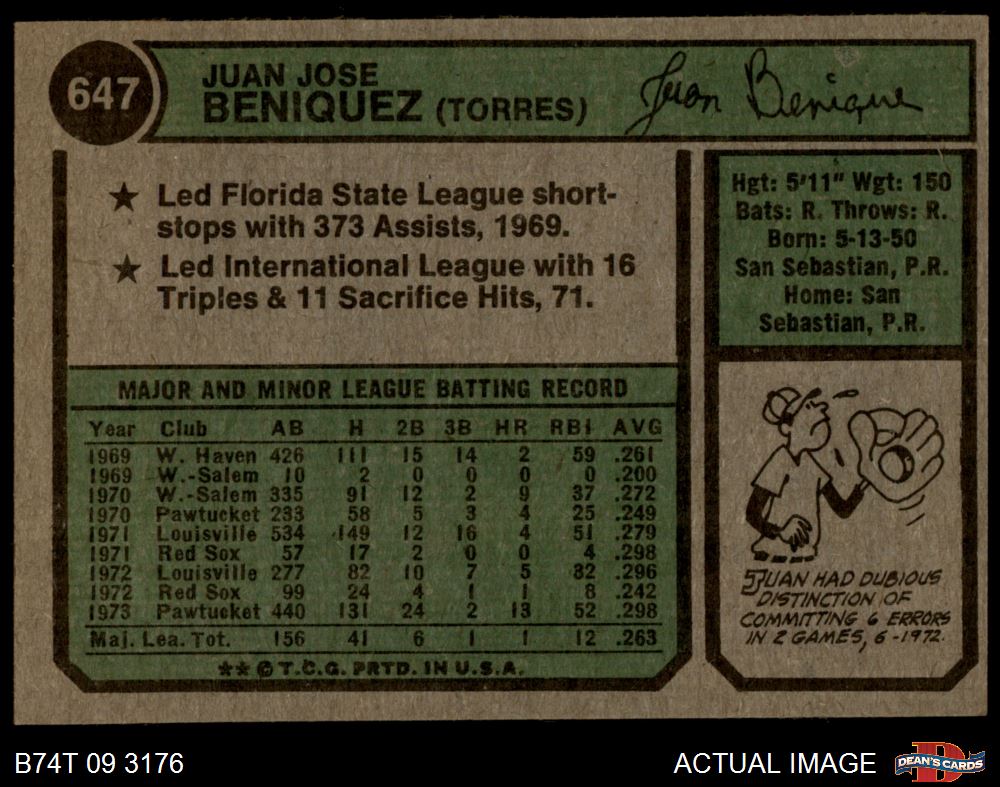 647
JUAN JOSE
BENIQUEZ (TORRES)
Juan Beniquez
★ Led Florida State League short-
stops with 373 Assists, 1969.
★ Led International League with 16
Triples & 11 Sacrifice Hits, 71.
Hgt: 5'11" Wgt: 150
Bats: R. Throws: R.
Born: 5-13-50
San Sebastian, P.R.
Home: San
Sebastian, P.R.
MAJOR AND MINOR LEAGUE BATTING RECORD
Year Club AB H 2B 3B HR RBI AVG
1969 W. Haven 426 111 15 14 2 59 .261
1969 W.-Salem 10 2 0 0 0 0 .200
1970 W.-Salem 335 91 12 2 9 37 .272
1970 Pawtucket 233 58 5 3 4 25 .249
1971 Louisville 534 149 12 16 4 51 .279
1971 Red Sox 57 17 2 0 0 4 .298
1972 Louisville 277 82 10 7 5 32 .296
1972 Red Sox 99 24 4 1 1 8 .242
1973 Pawtucket 440 131 24 2 13 52 .298
Maj. Lea. Tot. 156 41 6 1 1 12 .263
★★ © T.C.G. PRTD. IN U.S.A.
JUAN HAD DUBIOUS
DISTINCTION OF
COMMITTING 6 ERRORS
IN 2 GAMES, 6-1972.
B74T 09 3176
ACTUAL IMAGE
D
DEAN'S CARDS